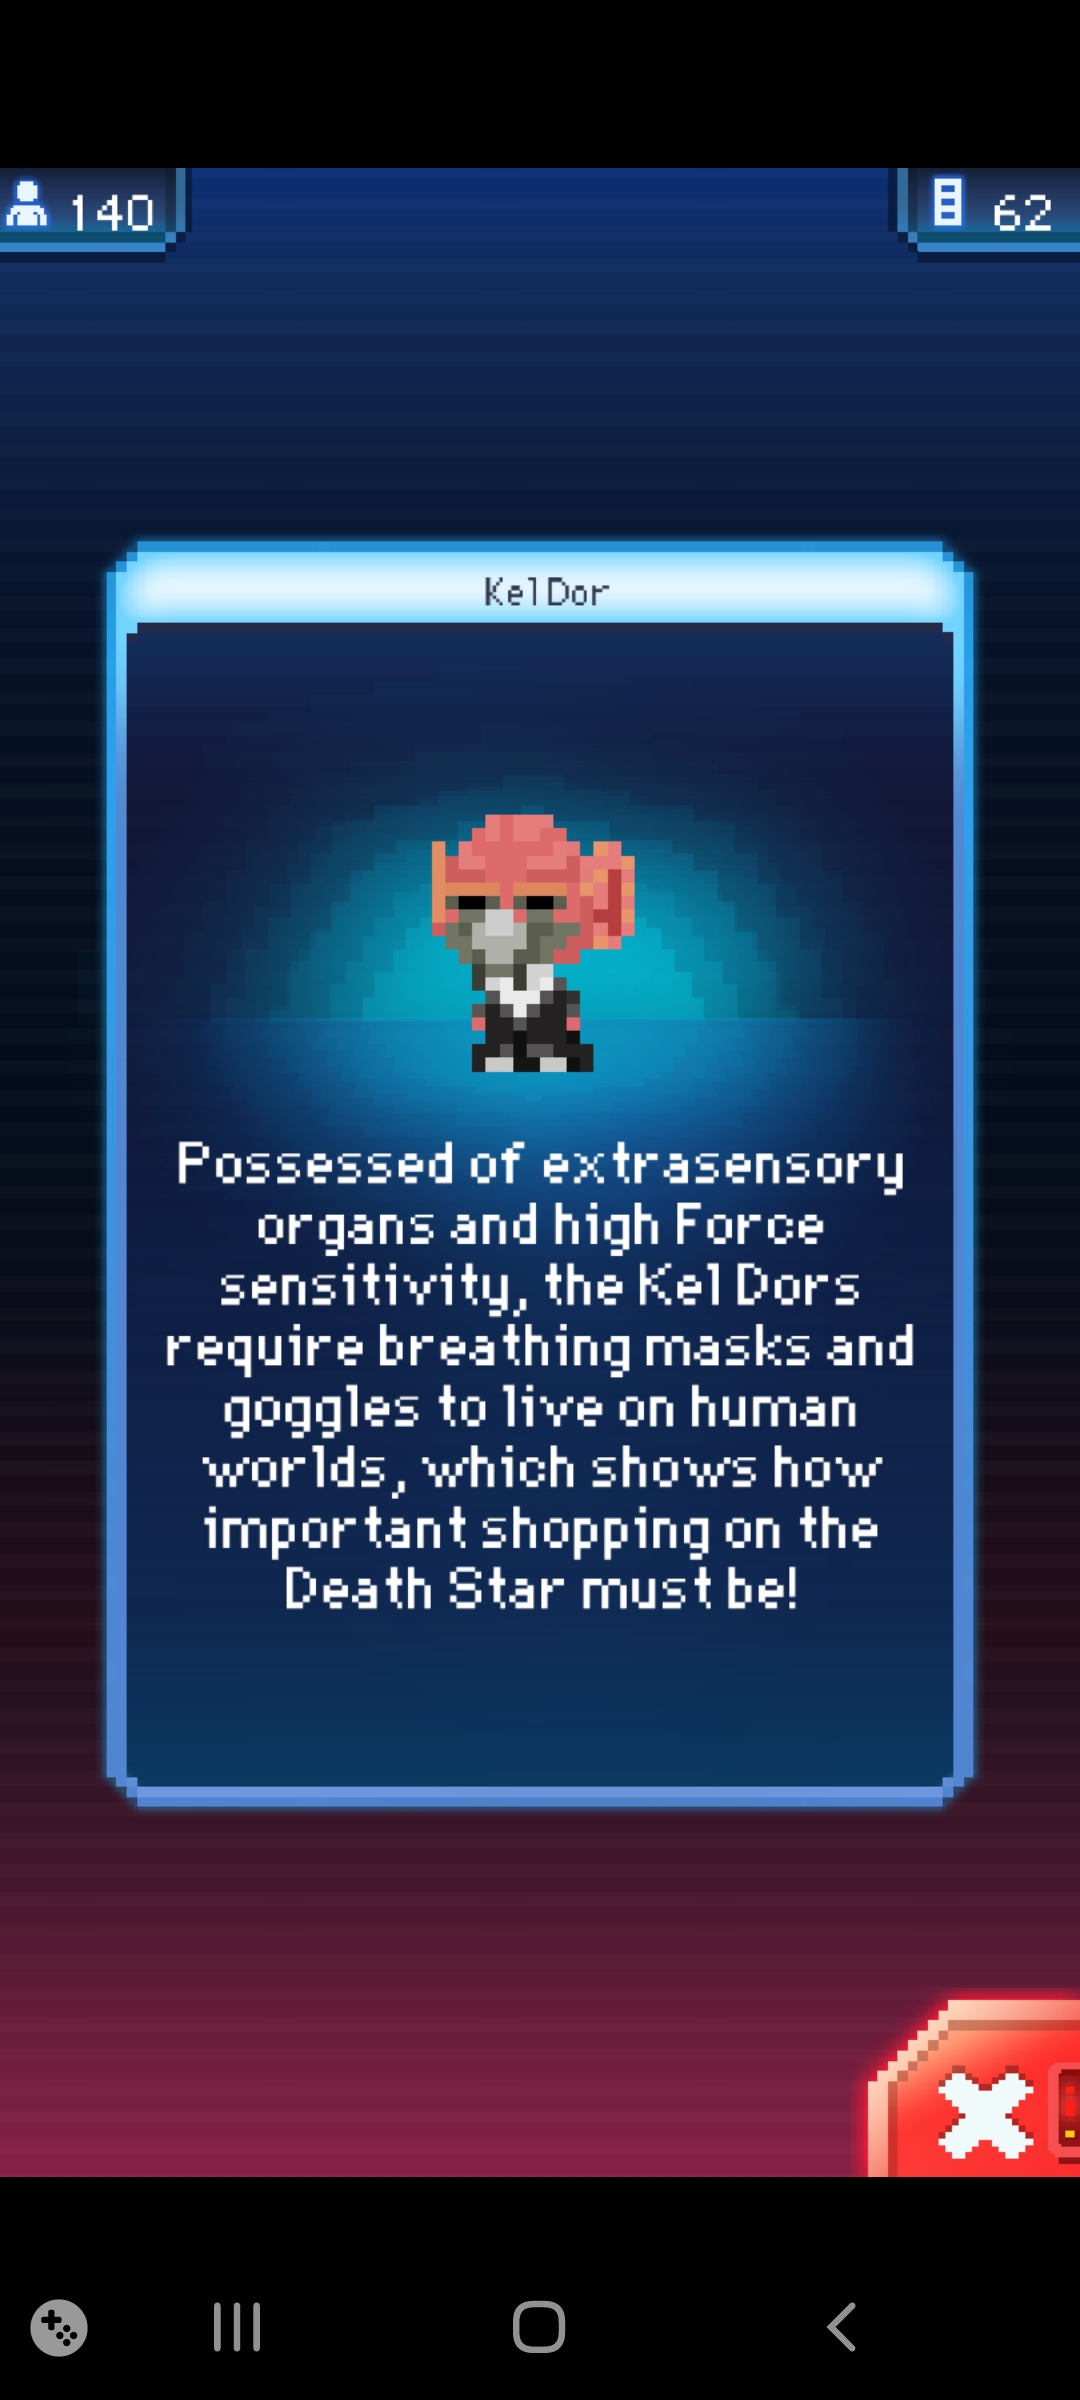 140
62
Kel Dor
Possessed of extrasensory
organs and high Force
sensitivity, the Kel Dors
require breathing masks and
goggles to live on human
worlds, which shows how
important shopping on the
Death Star must be!